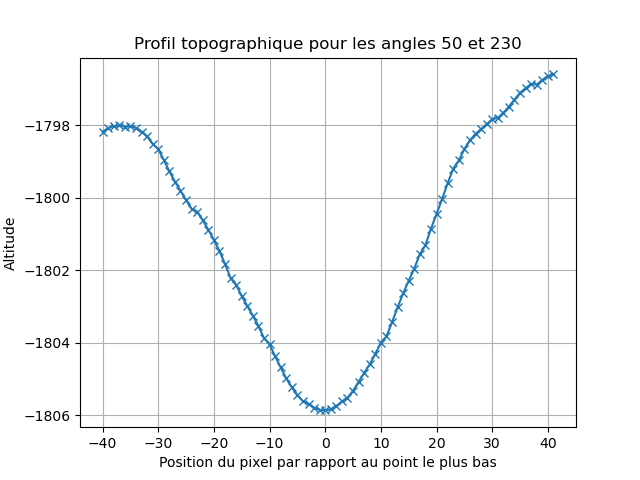 Profil topographique pour les angles 50 et 230
Altitude
−1798
−1800
−1802
−1804
−1806
−40 −30 −20 −10 0 10 20 30 40
Position du pixel par rapport au point le plus bas